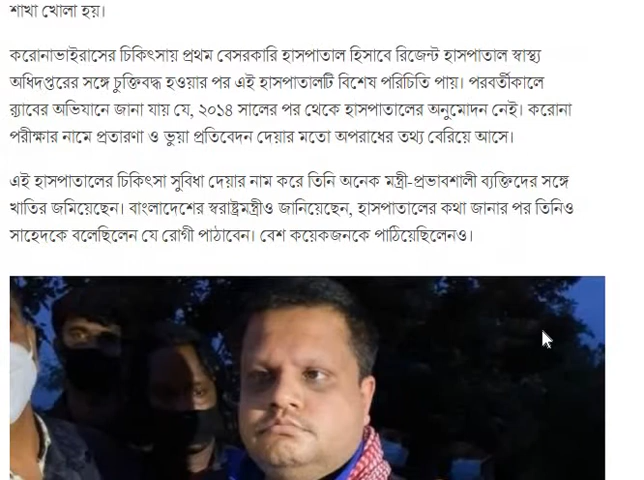 শাখা খোলা হয়।
করোনাভাইরাসের চিকিৎসায় প্রথম বেসরকারি হাসপাতাল হিসাবে রিজেন্ট হাসপাতাল স্বাস্থ্য
অধিদপ্তরের সঙ্গে চুক্তিবদ্ধ হওয়ার পর এই হাসপাতালটি বিশেষ পরিচিতি পায়। পরবর্তীকালে
র‍্যাবের অভিযানে জানা যায় যে, ২০১৪ সালের পর থেকে হাসপাতালের অনুমোদন নেই। করোনা
পরীক্ষার নামে প্রতারণা ও ভুয়া প্রতিবেদন দেয়ার মতো অপরাধের তথ্য বেরিয়ে আসে।
এই হাসপাতালের চিকিৎসা সুবিধা দেয়ার নাম করে তিনি অনেক মন্ত্রী-প্রভাবশালী ব্যক্তিদের সঙ্গে
খাতির জমিয়েছেন। বাংলাদেশের স্বরাষ্ট্রমন্ত্রীও জানিয়েছেন, হাসপাতালের কথা জানার পর তিনিও
সাহেদকে বলেছিলেন যে রোগী পাঠাবেন। বেশ কয়েকজনকে পাঠিয়েছিলেনও।